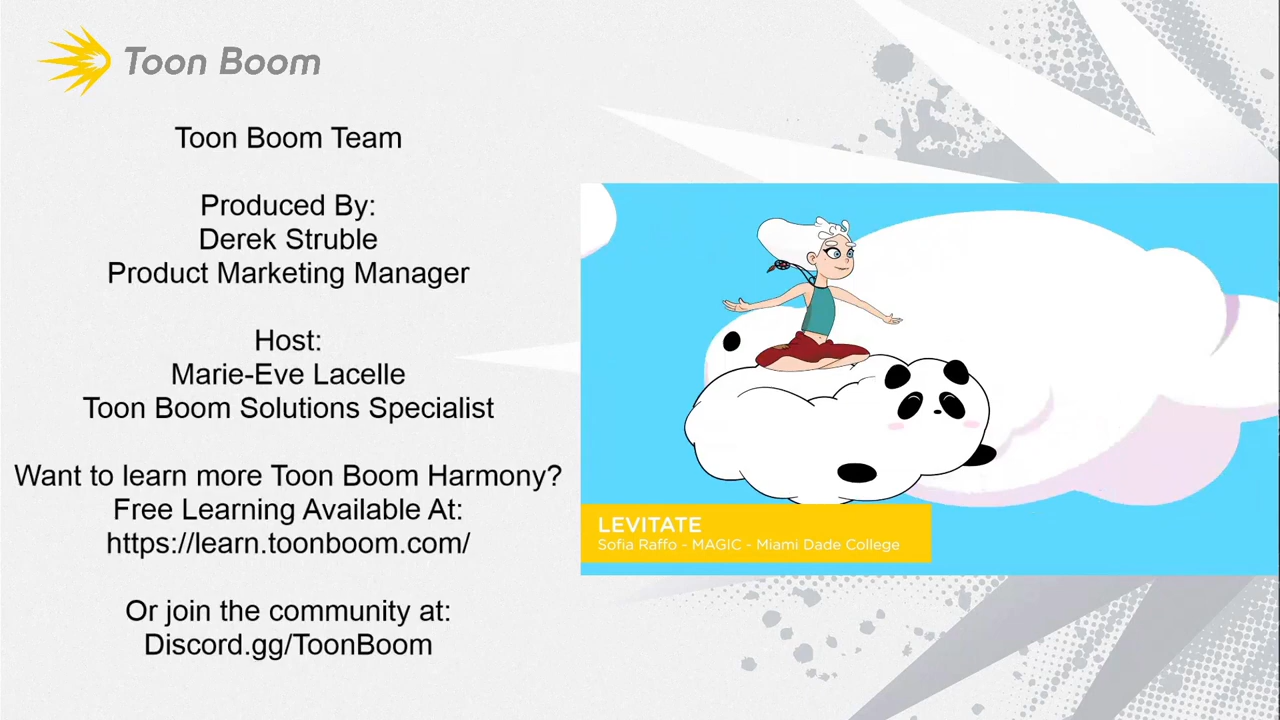 Toon Boom
Toon Boom Team
Produced By:
Derek Struble
Product Marketing Manager
Host:
Marie-Eve Lacelle
Toon Boom Solutions Specialist
Want to learn more Toon Boom Harmony?
Free Learning Available At:
https://learn.toonboom.com/
Or join the community at:
Discord.gg/ToonBoom
LEVITATE
Sofia Raffo - MAGIC - Miami Dade College